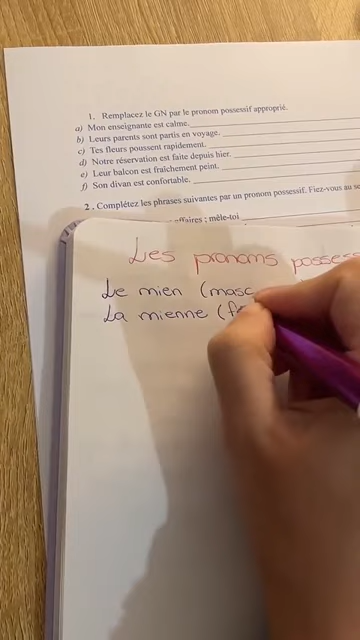 1. Remplacez le GN par le pronom possessif approprié.
a) Mon enseignante est calme.
b) Leurs parents sont partis en voyage.
c) Tes fleurs poussent rapidement.
d) Notre réservation est faite depuis hier.
e) Leur balcon est fraîchement peint.
f) Son divan est confortable.
2. Complétez les phrases suivantes par un pronom possessif. Fiez-vous au
affaires ; mêle-toi
Les pronoms possess
Le mien (masc
La mienne (fé